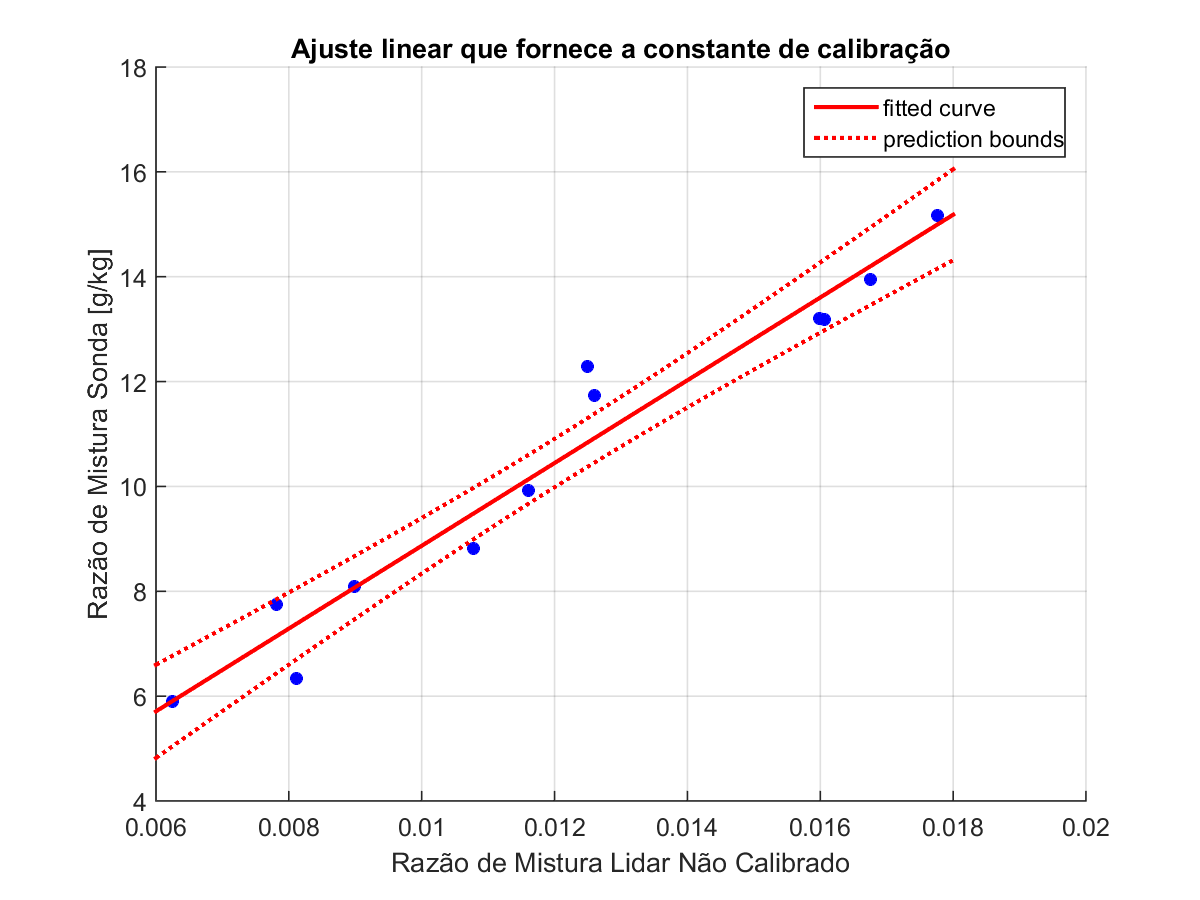 Ajuste linear que fornece a constante de calibração
18
16
14
12
10
8
6
4
Razão de Mistura Sonda [g/kg]
fitted curve
prediction bounds
0.006 0.008 0.01 0.012 0.014 0.016 0.018 0.02
Razão de Mistura Lidar Não Calibrado